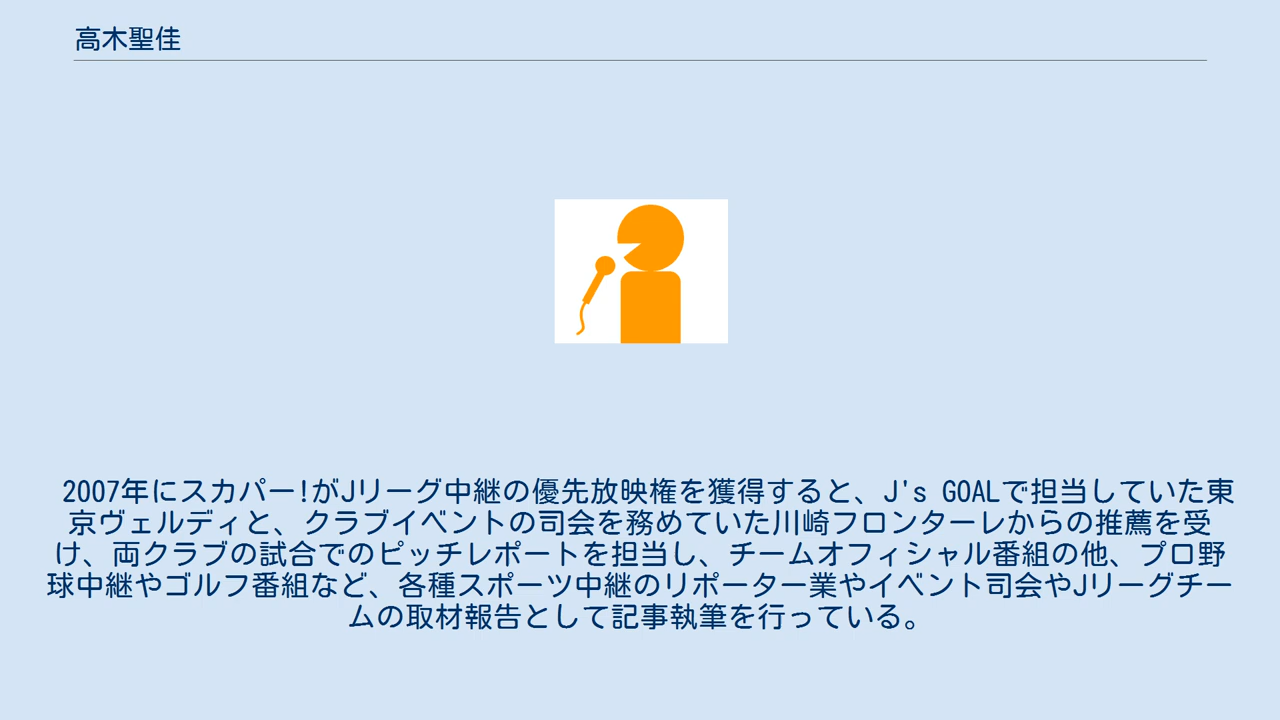 高木聖佳
2007年にスカパー!がJリーグ中継の優先放映権を獲得すると、J's GOALで担当していた東
京ヴェルディと、クラブイベントの司会を務めていた川崎フロンターレからの推薦を受
け、両クラブの試合でのピッチレポートを担当し、チームオフィシャル番組の他、プロ野
球中継やゴルフ番組など、各種スポーツ中継のリポーター業やイベント司会やJリーグチー
ムの取材報告として記事執筆を行っている。